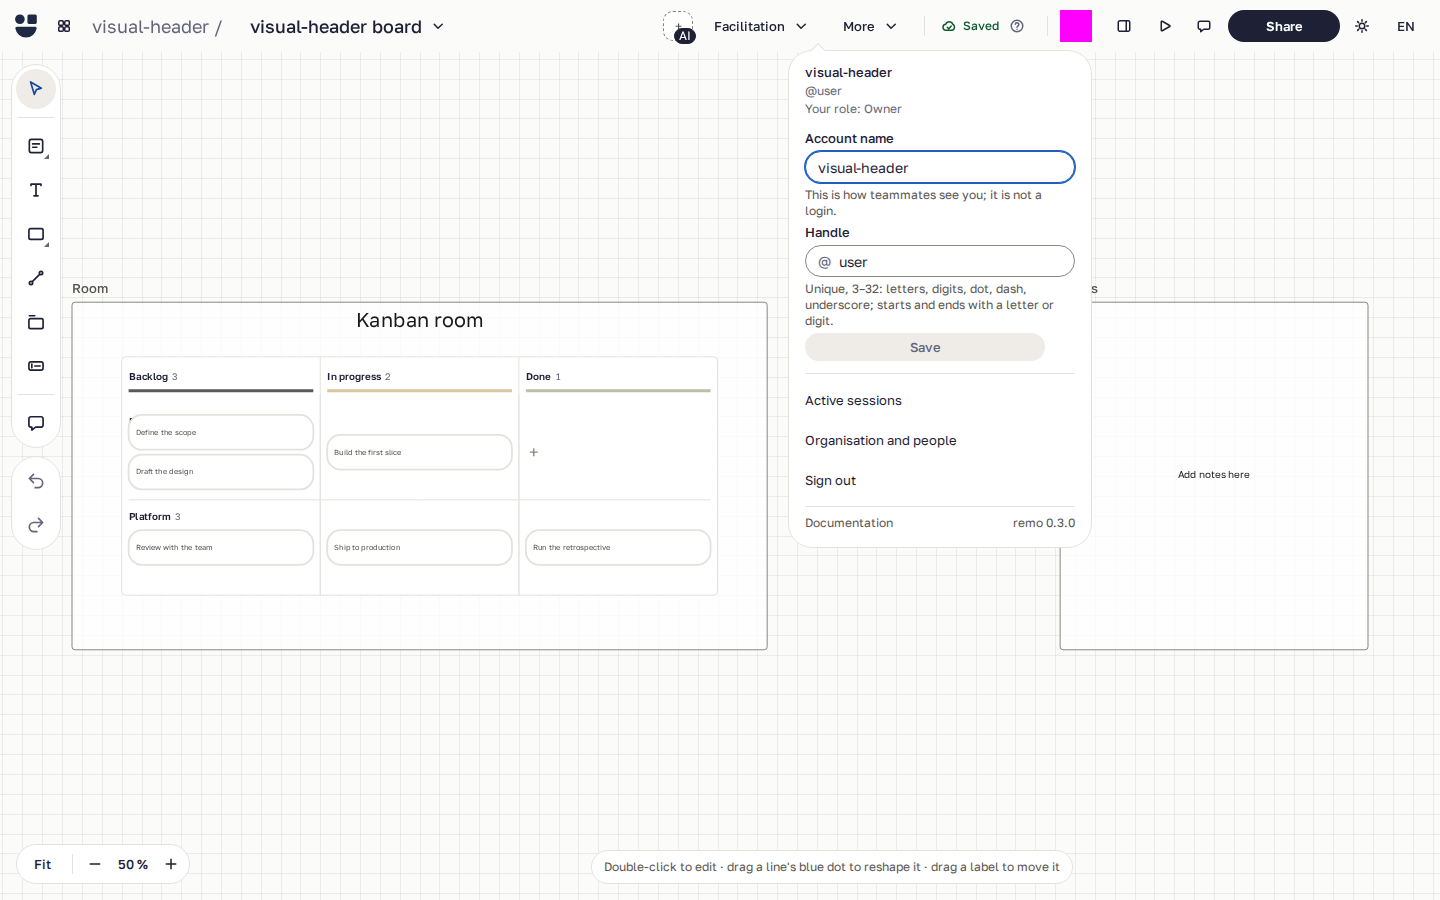 visual-header /
visual-header board
AI
Facilitation
More
Saved
Share
EN
visual-header
@user
Your role: Owner
Account name
visual-header
This is how teammates see you; it is not a
login.
Handle
@ user
Unique, 3–32: letters, digits, dot, dash,
underscore; starts and ends with a letter or
digit.
Save
Active sessions
Organisation and people
Sign out
Documentation
remo 0.3.0
Room
Kanban room
Backlog 3
In progress 2
Done 1
Define the scope
Draft the design
Build the first slice
+
Platform 3
Review with the team
Ship to production
Run the retrospective
s
Add notes here
Fit
50 %
Double-click to edit · drag a line's blue dot to reshape it · drag a label to move it